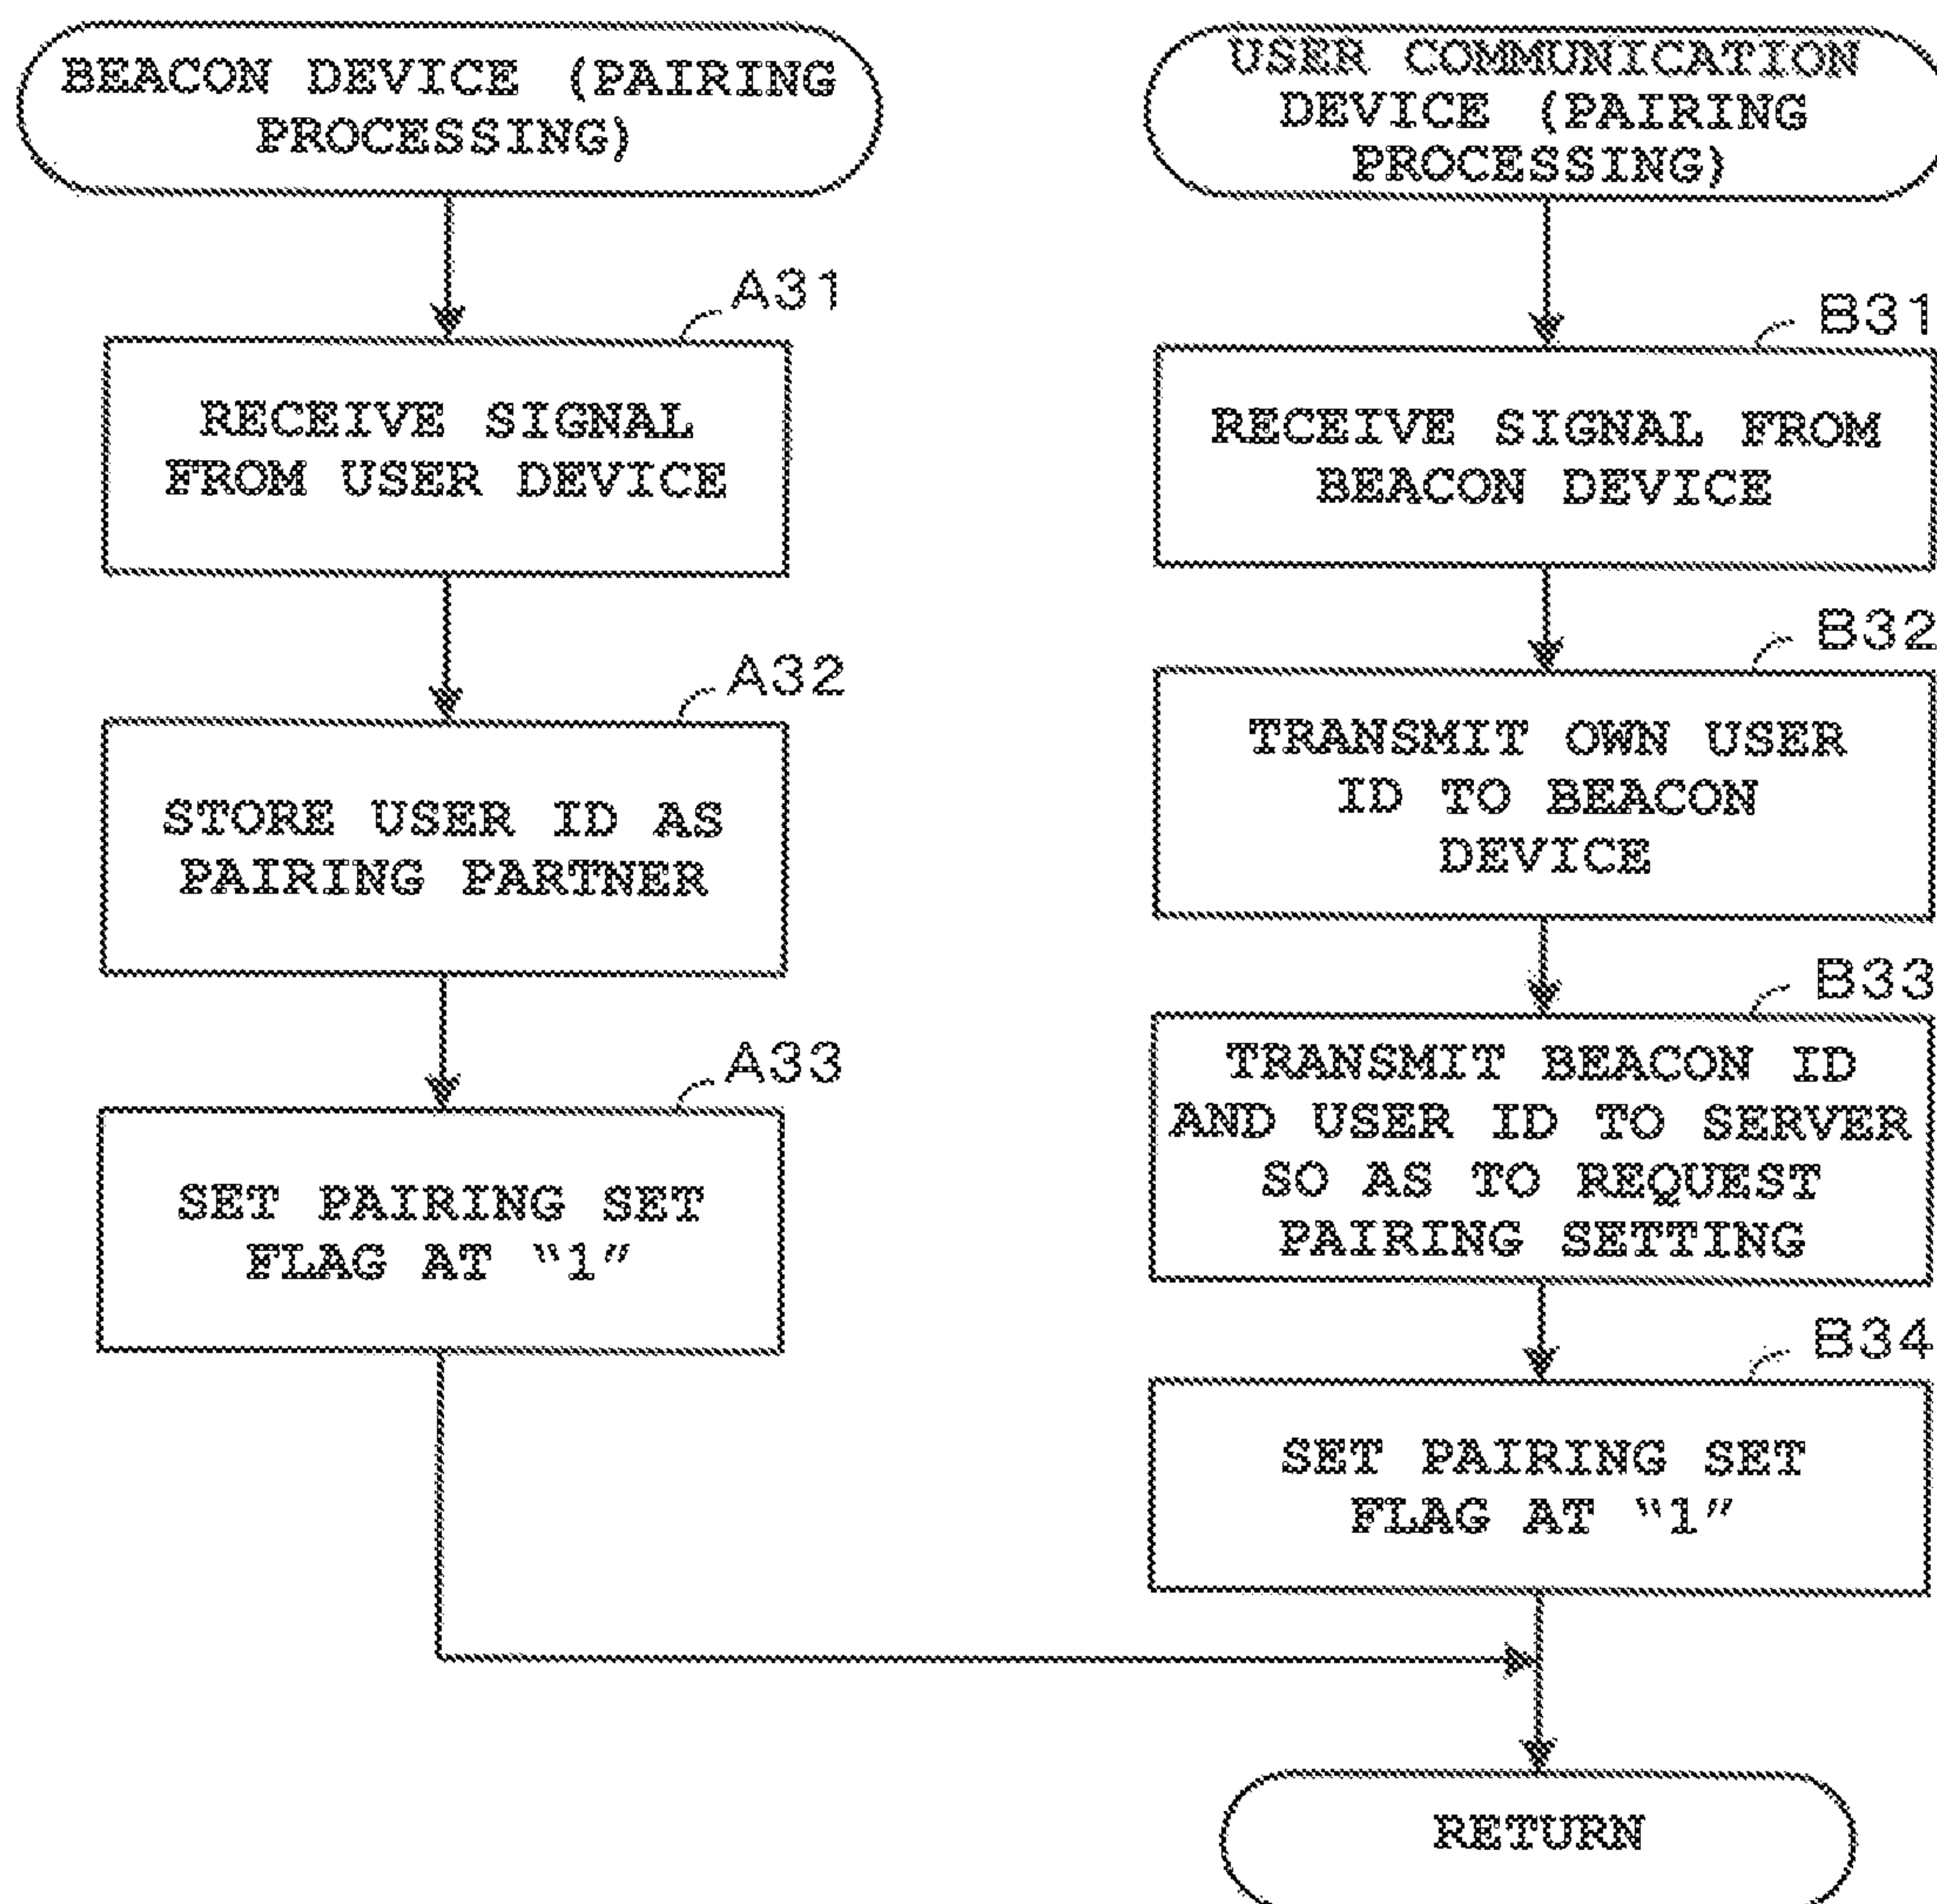 BEACON DEVICE (PAIRING
PROCESSING)
A31
RECEIVE SIGNAL
FROM USER DEVICE
A32
STORE USER ID AS
PAIRING PARTNER
A33
SET PAIRING SET
FLAG AT “1”
USER COMMUNICATION
DEVICE (PAIRING
PROCESSING)
B31
RECEIVE SIGNAL FROM
BEACON DEVICE
B32
TRANSMIT OWN USER
ID TO BEACON
DEVICE
B33
TRANSMIT BEACON ID
AND USER ID TO SERVER
SO AS TO REQUEST
PAIRING SETTING
B34
SET PAIRING SET
FLAG AT “1”
RETURN